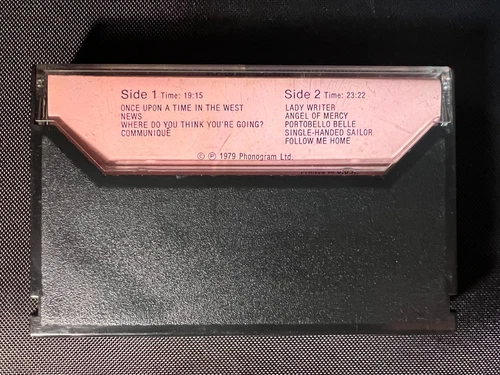 Side 1 Time: 19:15
ONCE UPON A TIME IN THE WEST
NEWS
WHERE DO YOU THINK YOU'RE GOING?
COMMUNIQUÉ
Side 2 Time: 23:22
LADY WRITER
ANGEL OF MERCY
PORTOBELLO BELLE
SINGLE-HANDED SAILOR
FOLLOW ME HOME
© ℗ 1979 Phonogram Ltd.